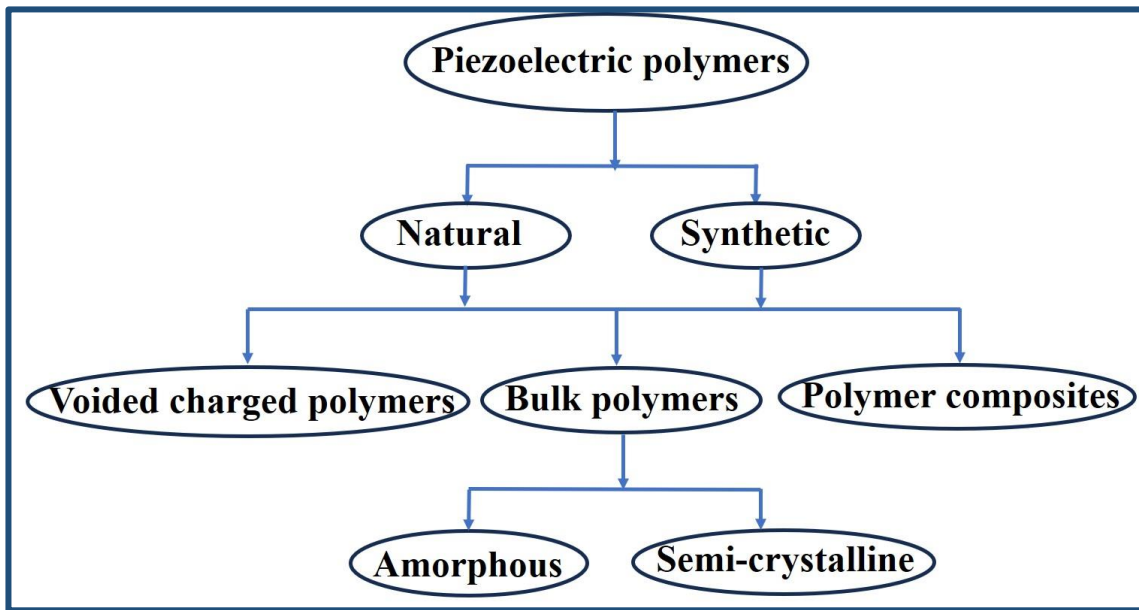 Piezoelectric polymers
Natural
Synthetic
Voided charged polymers
Bulk polymers
Polymer composites
Amorphous
Semi-crystalline